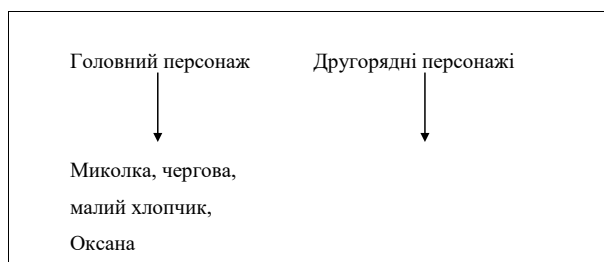 Головний персонаж
Другорядні персонажі
Миколка, чергова,
малий хлопчик,
Оксана